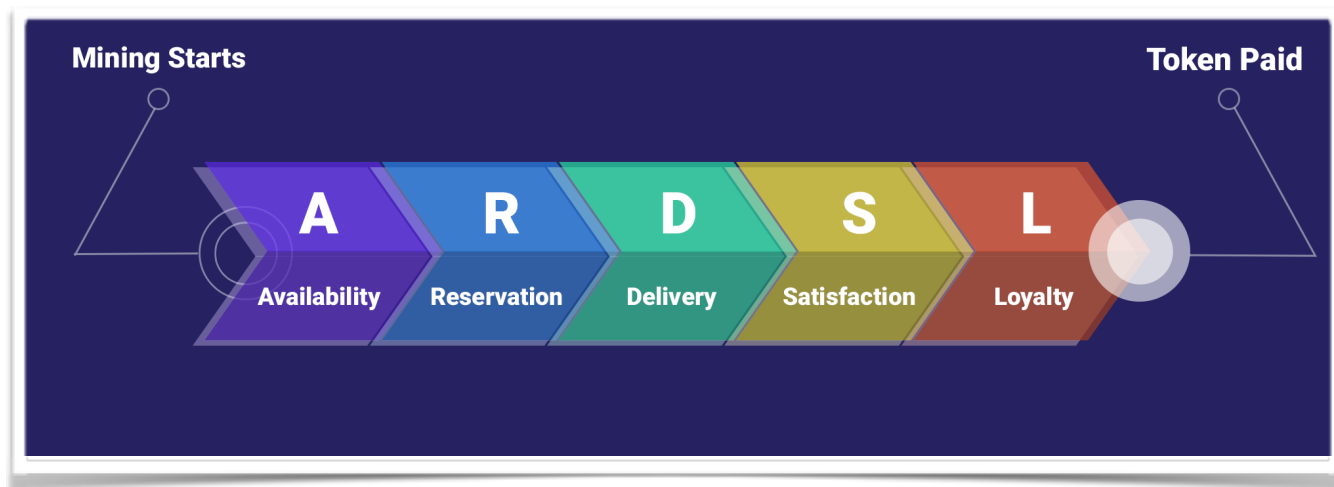 Mining Starts
Token Paid
A
R
D
S
L
Availability
Reservation
Delivery
Satisfaction
Loyalty